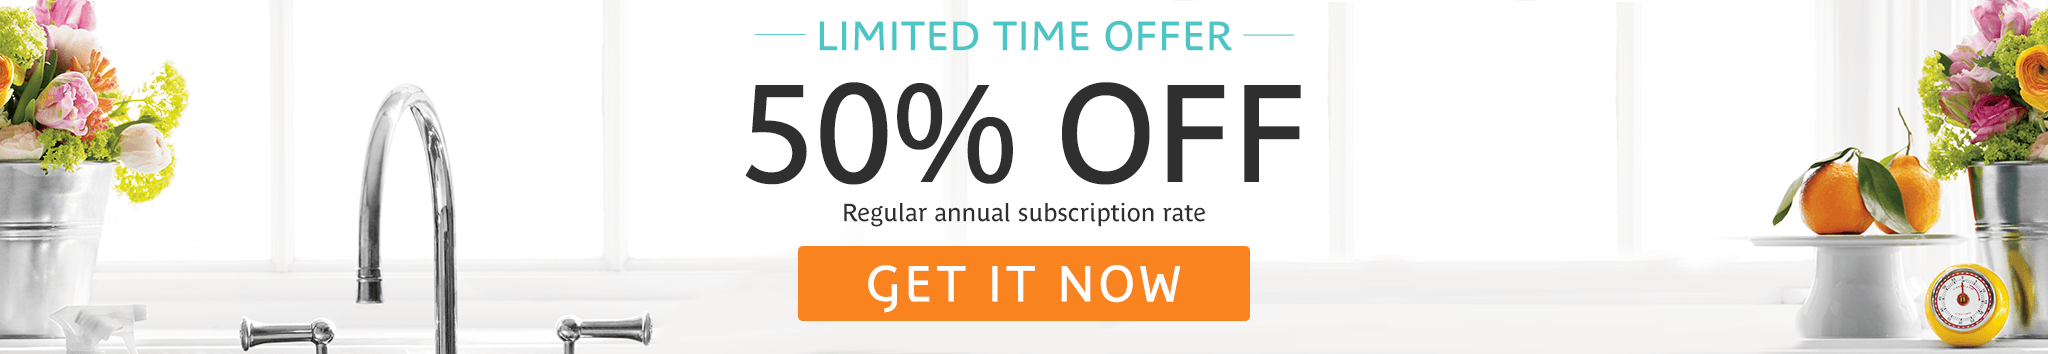 LIMITED TIME OFFER
50% OFF
Regular annual subscription rate
GET IT NOW